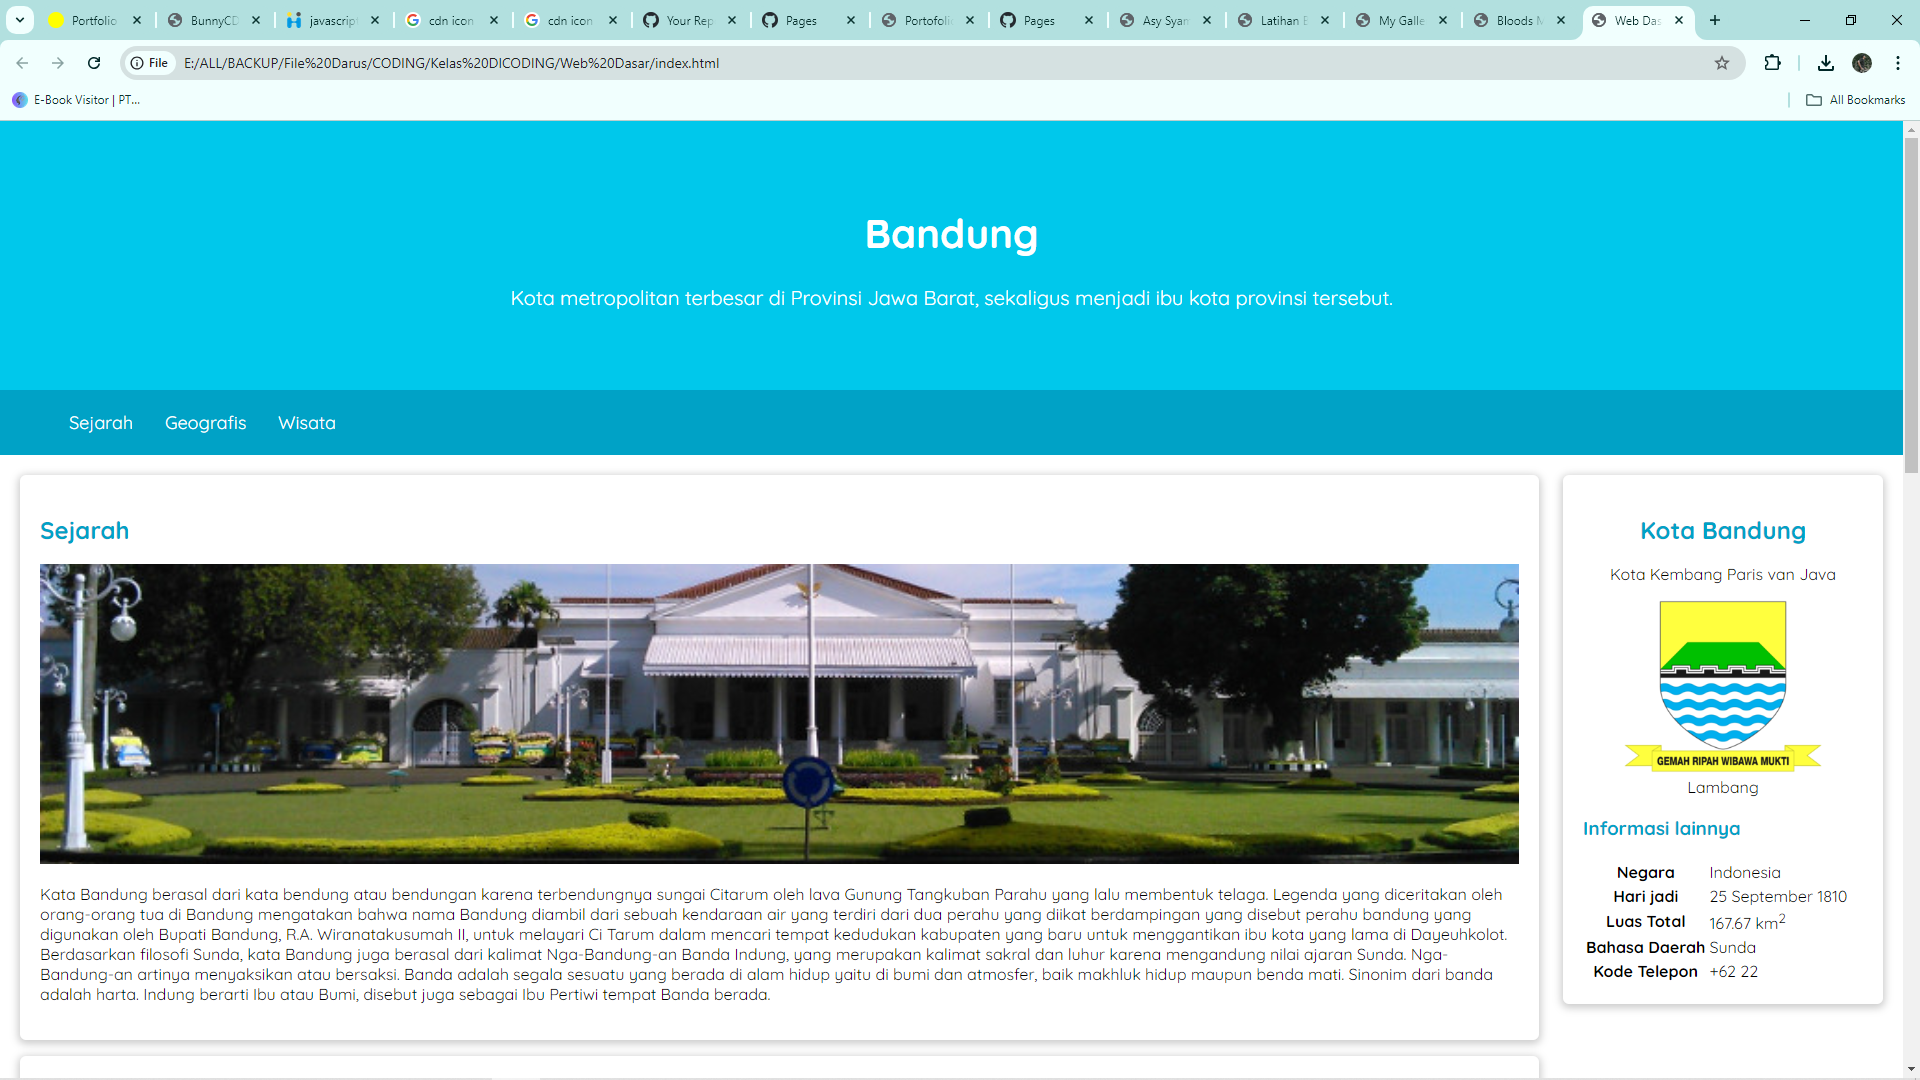 Portfolio
BunnyCD
javascript
cdn icon
cdn icon
Your Rep
Pages
Portofolio
Pages
Asy Syam
Latihan
My Galle
Bloods M
Web Das
File
E:/ALL/BACKUP/File%20Darus/CODING/Kelas%20DICODING/Web%20Dasar/index.html
E-Book Visitor | PT...
All Bookmarks
Bandung
Kota metropolitan terbesar di Provinsi Jawa Barat, sekaligus menjadi ibu kota provinsi tersebut.
Sejarah
Geografis
Wisata
Sejarah
Kata Bandung berasal dari kata bendung atau bendungan karena terbendungnya sungai Citarum oleh lava Gunung Tangkuban Parahu yang lalu membentuk telaga. Legenda yang diceritakan oleh
orang-orang tua di Bandung mengatakan bahwa nama Bandung diambil dari sebuah kendaraan air yang terdiri dari dua perahu yang diikat berdampingan yang disebut perahu bandung yang
digunakan oleh Bupati Bandung, R.A. Wiranatakusumah II, untuk melayari Ci Tarum dalam mencari tempat kedudukan kabupaten yang baru untuk menggantikan ibu kota yang lama di Dayeuhkolot.
Berdasarkan filosofi Sunda, kata Bandung juga berasal dari kalimat Nga-Bandung-an Banda Indung, yang merupakan kalimat sakral dan luhur karena mengandung nilai ajaran Sunda. Nga-
Bandung-an artinya menyaksikan atau bersaksi. Banda adalah segala sesuatu yang berada di alam hidup yaitu di bumi dan atmosfer, baik makhluk hidup maupun benda mati. Sinonim dari banda
adalah harta. Indung berarti Ibu atau Bumi, disebut juga sebagai Ibu Pertiwi tempat Banda berada.
Kota Bandung
Kota Kembang Paris van Java
GEMAH RIPAH WIBAWA MUKTI
Lambang
Informasi lainnya
Negara Indonesia
Hari jadi 25 September 1810
Luas Total 167.67 km²
Bahasa Daerah Sunda
Kode Telepon +62 22